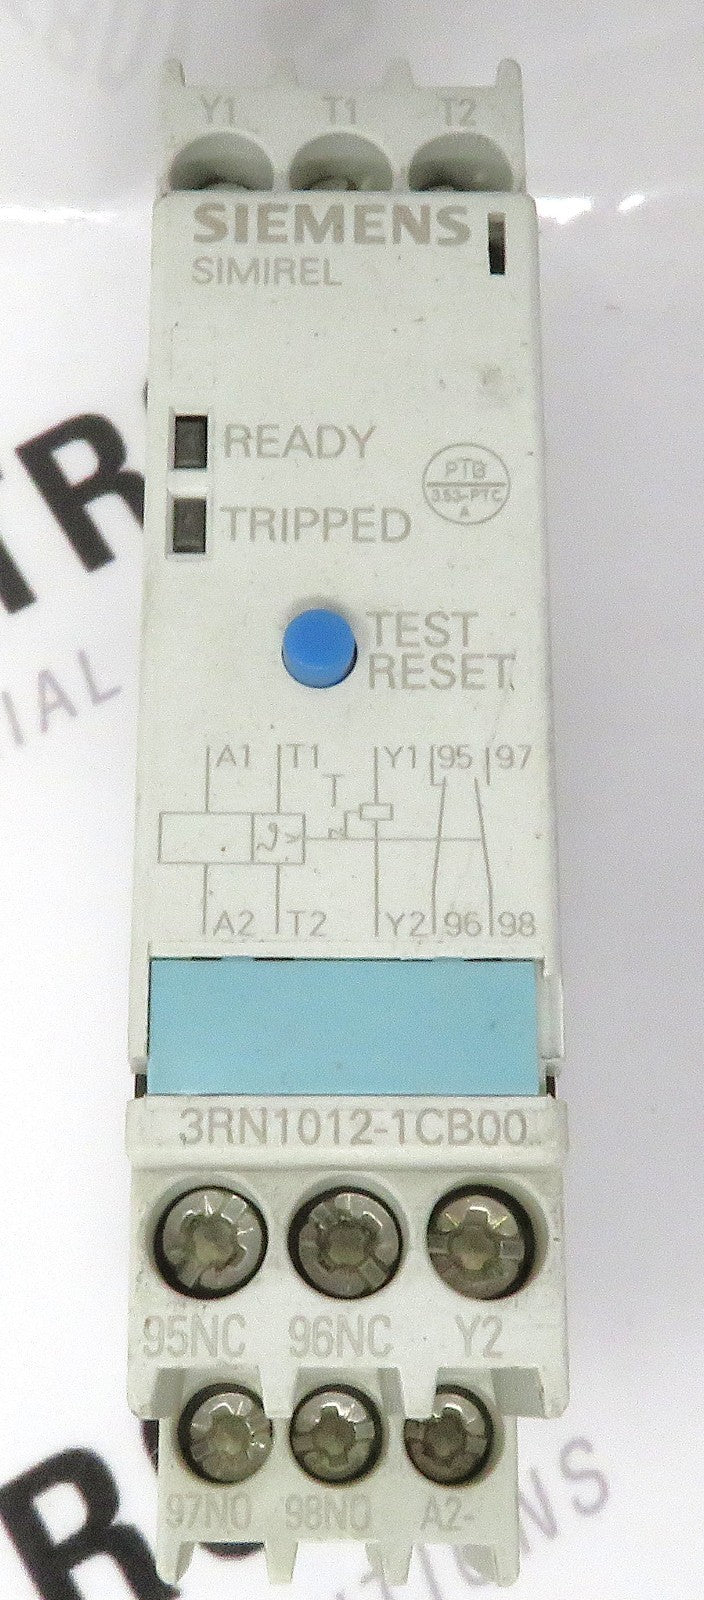 Y1 T1 T2
SIEMENS
SIMIREL
READY
PTB
3.53-PTC
A
TRIPPED
TEST
RESET
A1 T1 Y1 95 97
T
A2 T2 Y2 96 98
3RN1012-1CB00
95NC 96NC Y2
97NO 98NO A2-
IAL